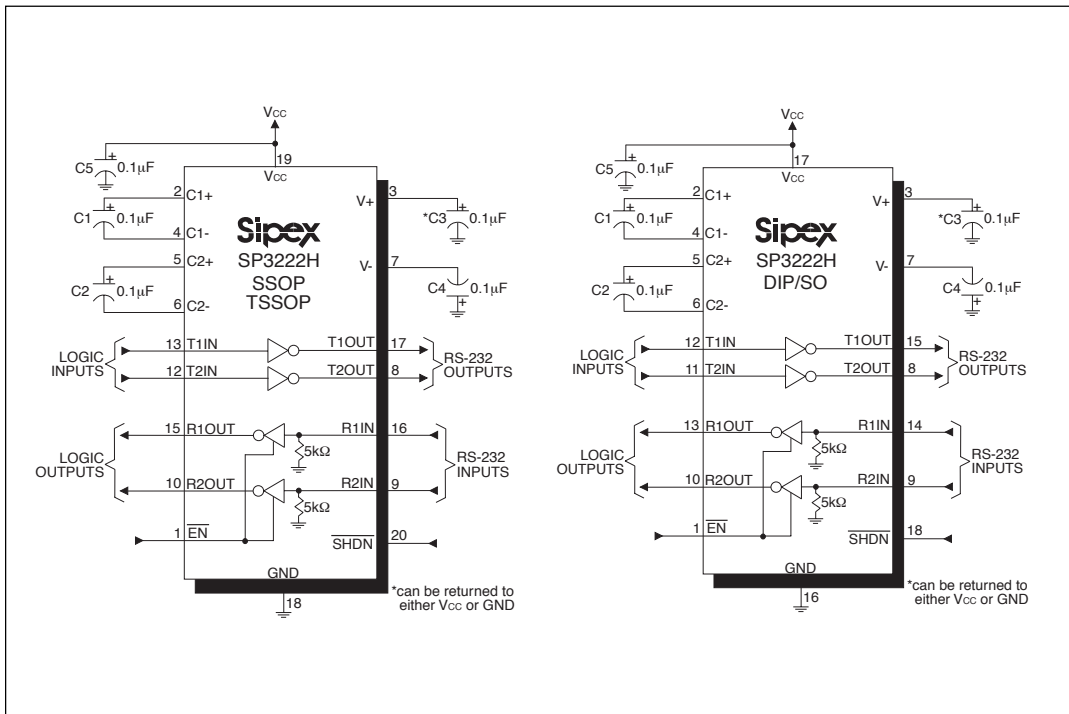 Vcc
19
Vcc
C5 + 0.1µF
2 C1+
C1 + 0.1µF
4 C1-
5 C2+
C2 + 0.1µF
6 C2-
V+ 3
*C3 + 0.1µF
V- 7
C4 + 0.1µF
Sipex
SP3222H
SSOP
TSSOP
LOGIC
INPUTS
13 T1IN T1OUT 17
12 T2IN T2OUT 8
RS-232
OUTPUTS
LOGIC
OUTPUTS
15 R1OUT R1IN 16
5kΩ
10 R2OUT R2IN 9
5kΩ
RS-232
INPUTS
1 EN SHDN 20
GND
18
*can be returned to
either Vcc or GND
Vcc
17
Vcc
C5 + 0.1µF
2 C1+
C1 + 0.1µF
4 C1-
5 C2+
C2 + 0.1µF
6 C2-
V+ 3
*C3 + 0.1µF
V- 7
C4 + 0.1µF
Sipex
SP3222H
DIP/SO
LOGIC
INPUTS
12 T1IN T1OUT 15
11 T2IN T2OUT 8
RS-232
OUTPUTS
LOGIC
OUTPUTS
13 R1OUT R1IN 14
5kΩ
10 R2OUT R2IN 9
5kΩ
RS-232
INPUTS
1 EN SHDN 18
GND
16
*can be returned to
either Vcc or GND